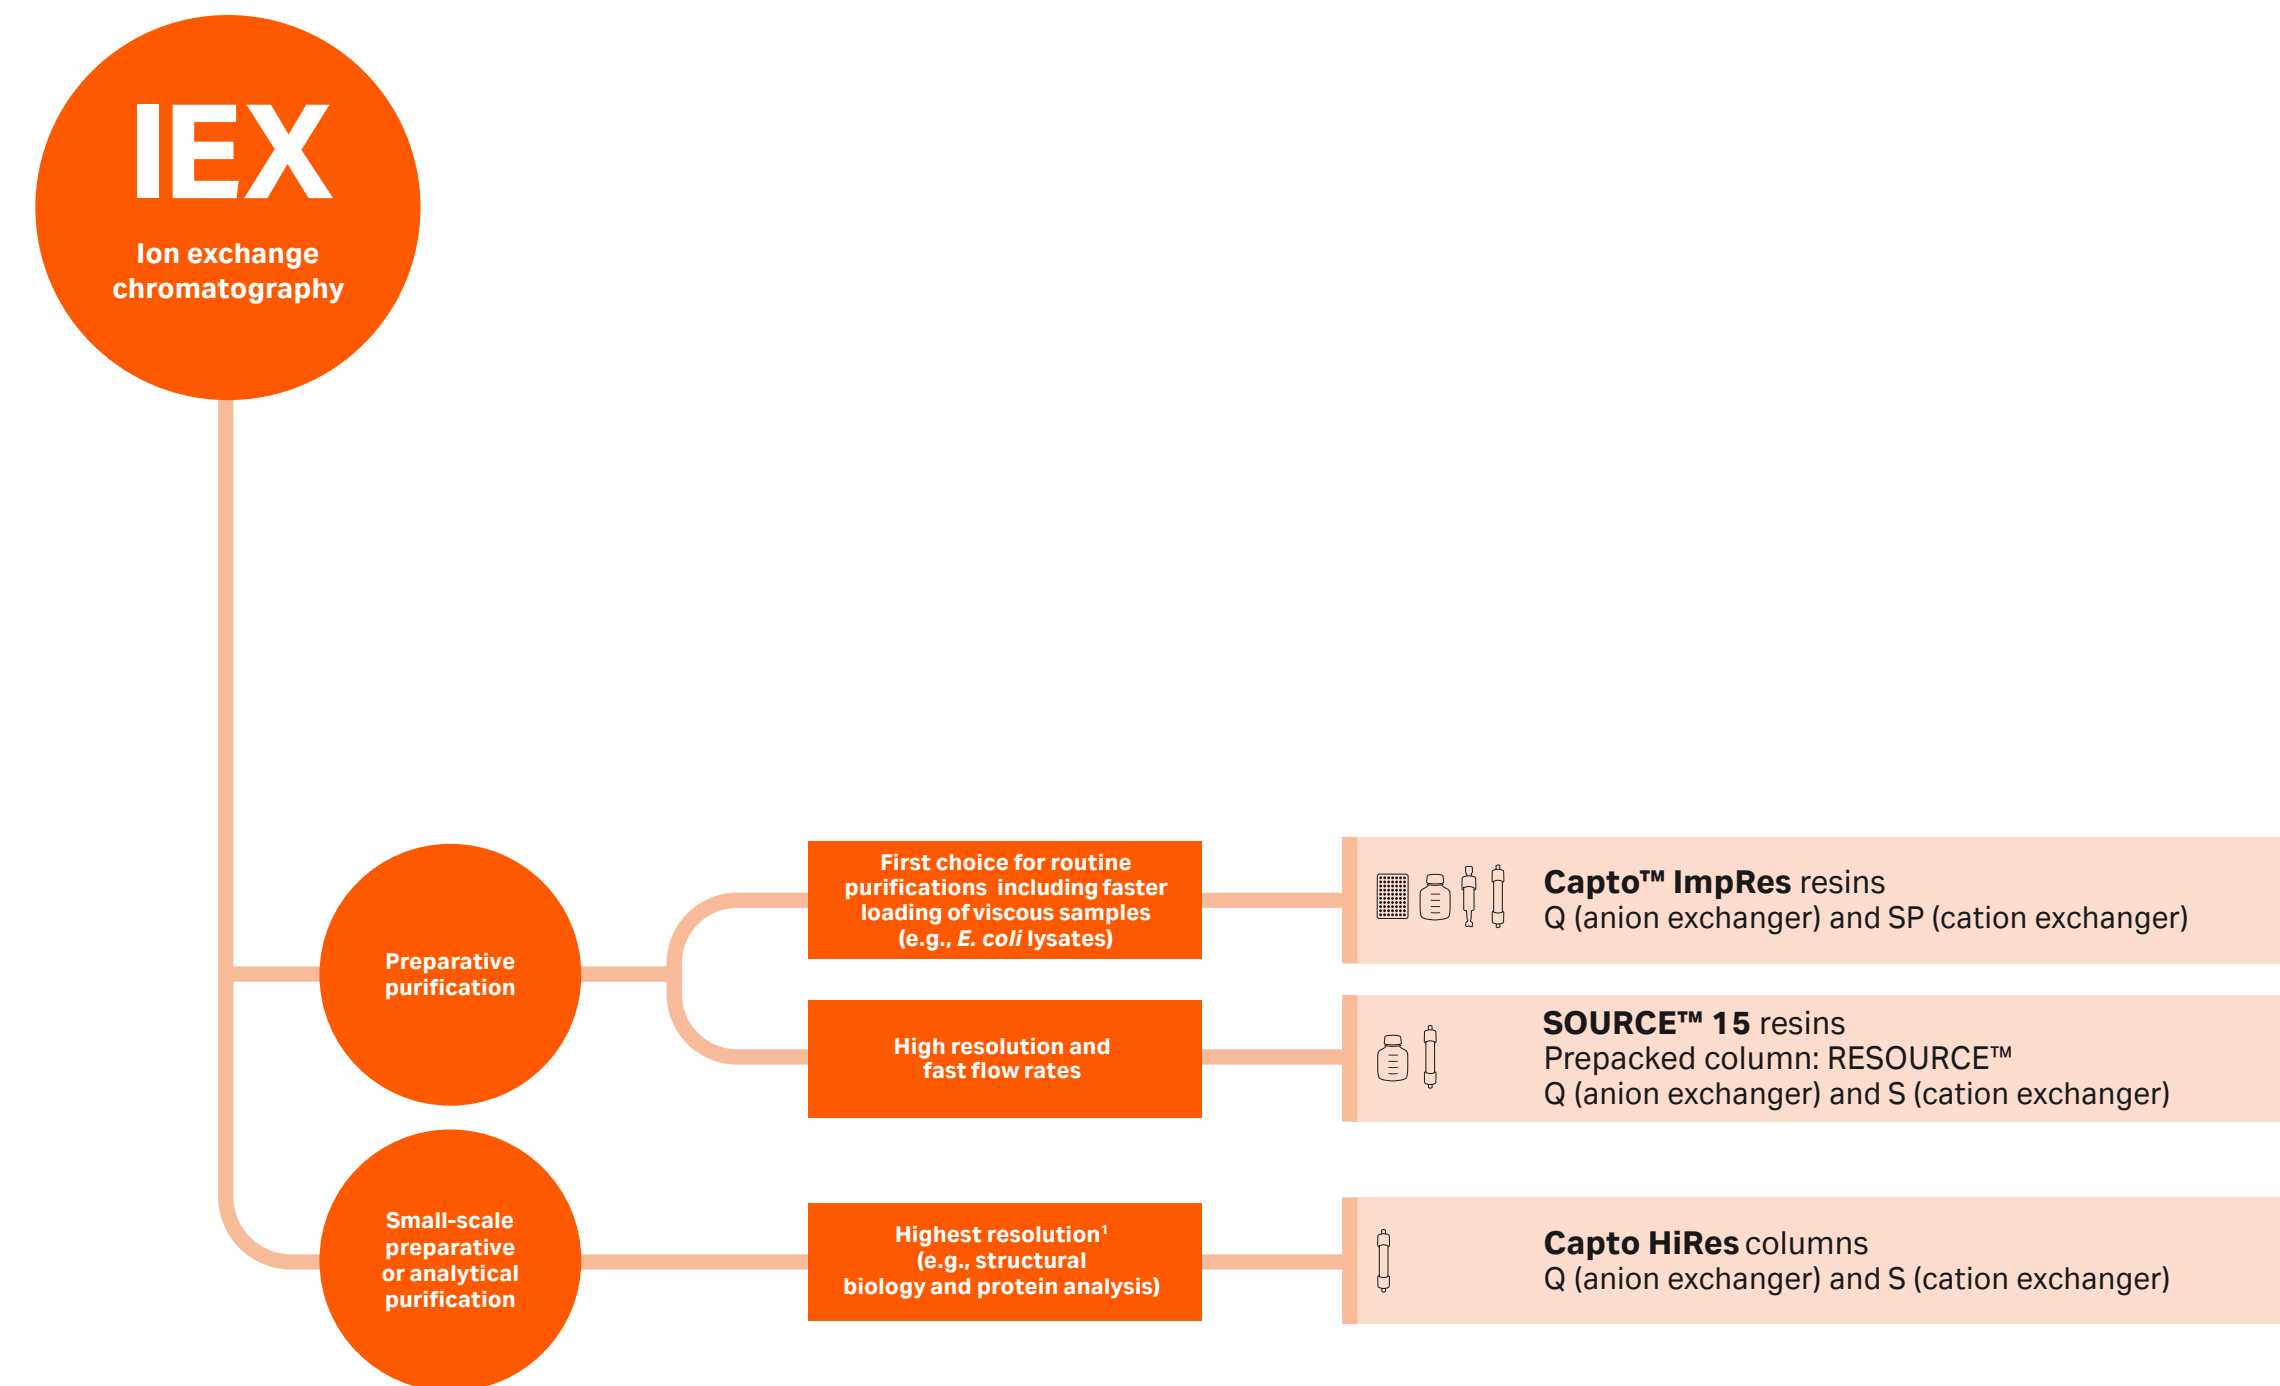 IEX
Ion exchange
chromatography
Preparative
purification
First choice for routine
purifications including faster
loading of viscous samples
(e.g., E. coli lysates)
Capto™ ImpRes resins
Q (anion exchanger) and SP (cation exchanger)
High resolution and
fast flow rates
SOURCE™ 15 resins
Prepacked column: RESOURCE™
Q (anion exchanger) and S (cation exchanger)
Small-scale
preparative
or analytical
purification
Highest resolution¹
(e.g., structural
biology and protein analysis)
Capto HiRes columns
Q (anion exchanger) and S (cation exchanger)